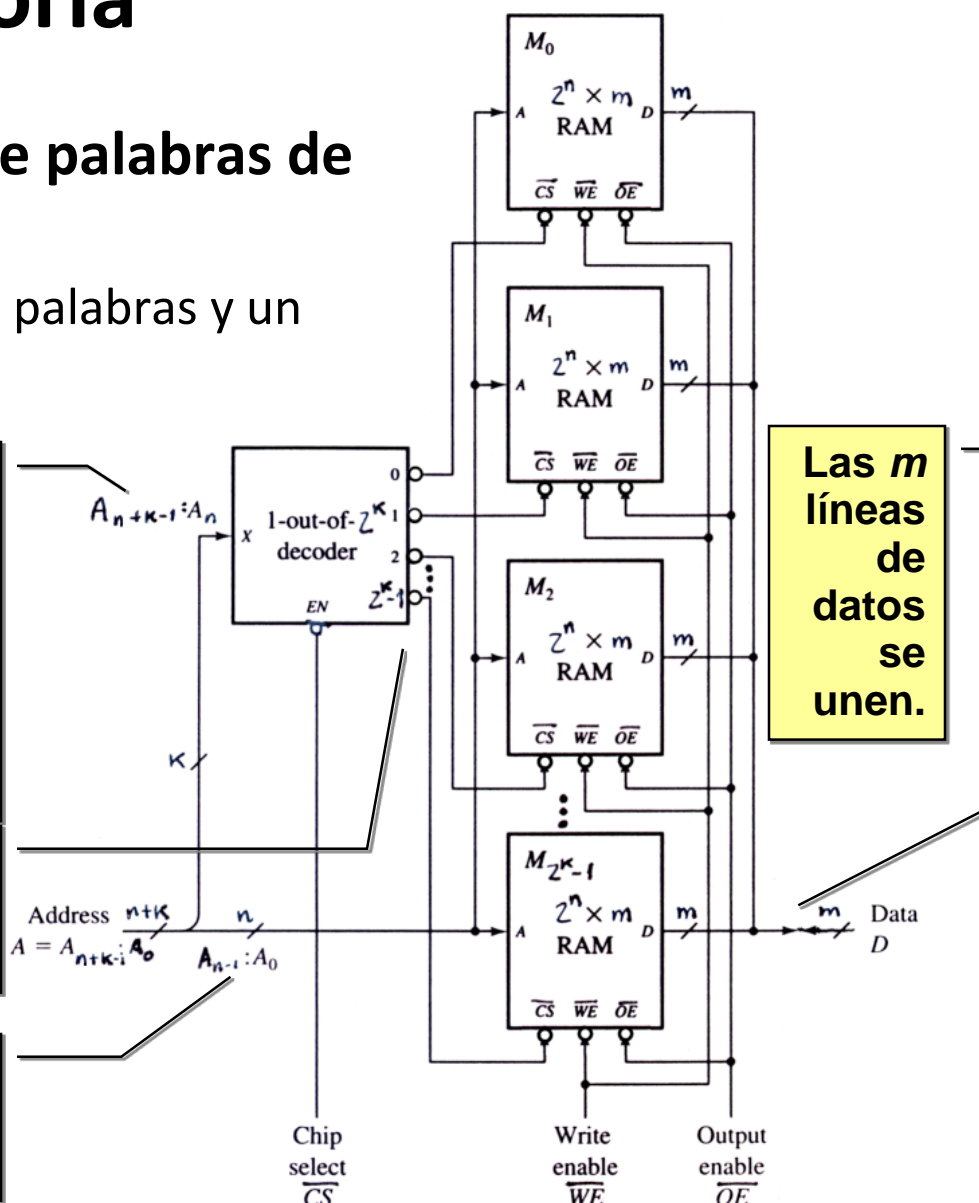 oria
e palabras de
palabras y un
M₀
2ⁿ × m
RAM
A
D
m
CS WE OE
M₁
2ⁿ × m
RAM
A
D
m
CS WE OE
Las m
líneas
de
datos
se
unen.
Aₙ₊ₖ₋₁:Aₙ
X
1-out-of-2ᴷ
decoder
EN
0
1
2
2ᴷ-1
M₂
2ⁿ × m
RAM
A
D
m
CS WE OE
K
M₂ᴷ₋₁
2ⁿ × m
RAM
A
D
m
CS WE OE
Address n+K
A = Aₙ₊ₖ₋ᵢ A₀
n
Aₙ₋₁:A₀
m
Data
D
Chip
select
CS
Write
enable
WE
Output
enable
OE